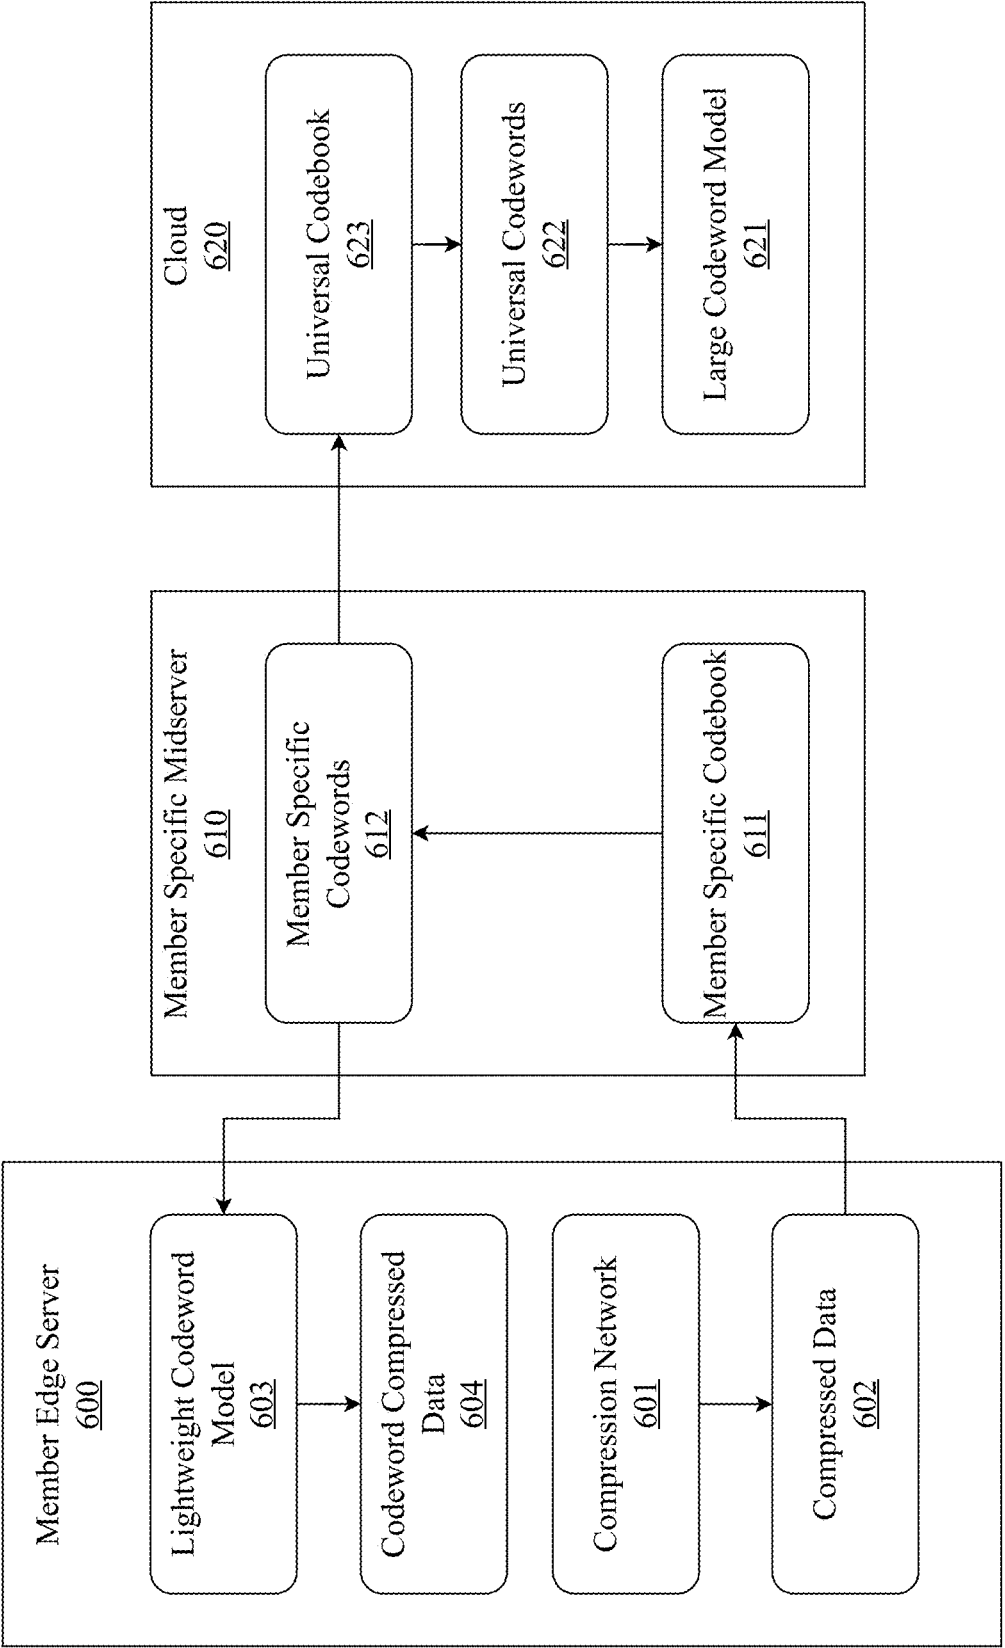 Member Edge Server
600
Lightweight Codeword
Model
603
Codeword Compressed
Data
604
Compression Network
601
Compressed Data
602
Member Specific Midserver
610
Member Specific
Codewords
612
Member Specific Codebook
611
Cloud
620
Universal Codebook
623
Universal Codewords
622
Large Codeword Model
621